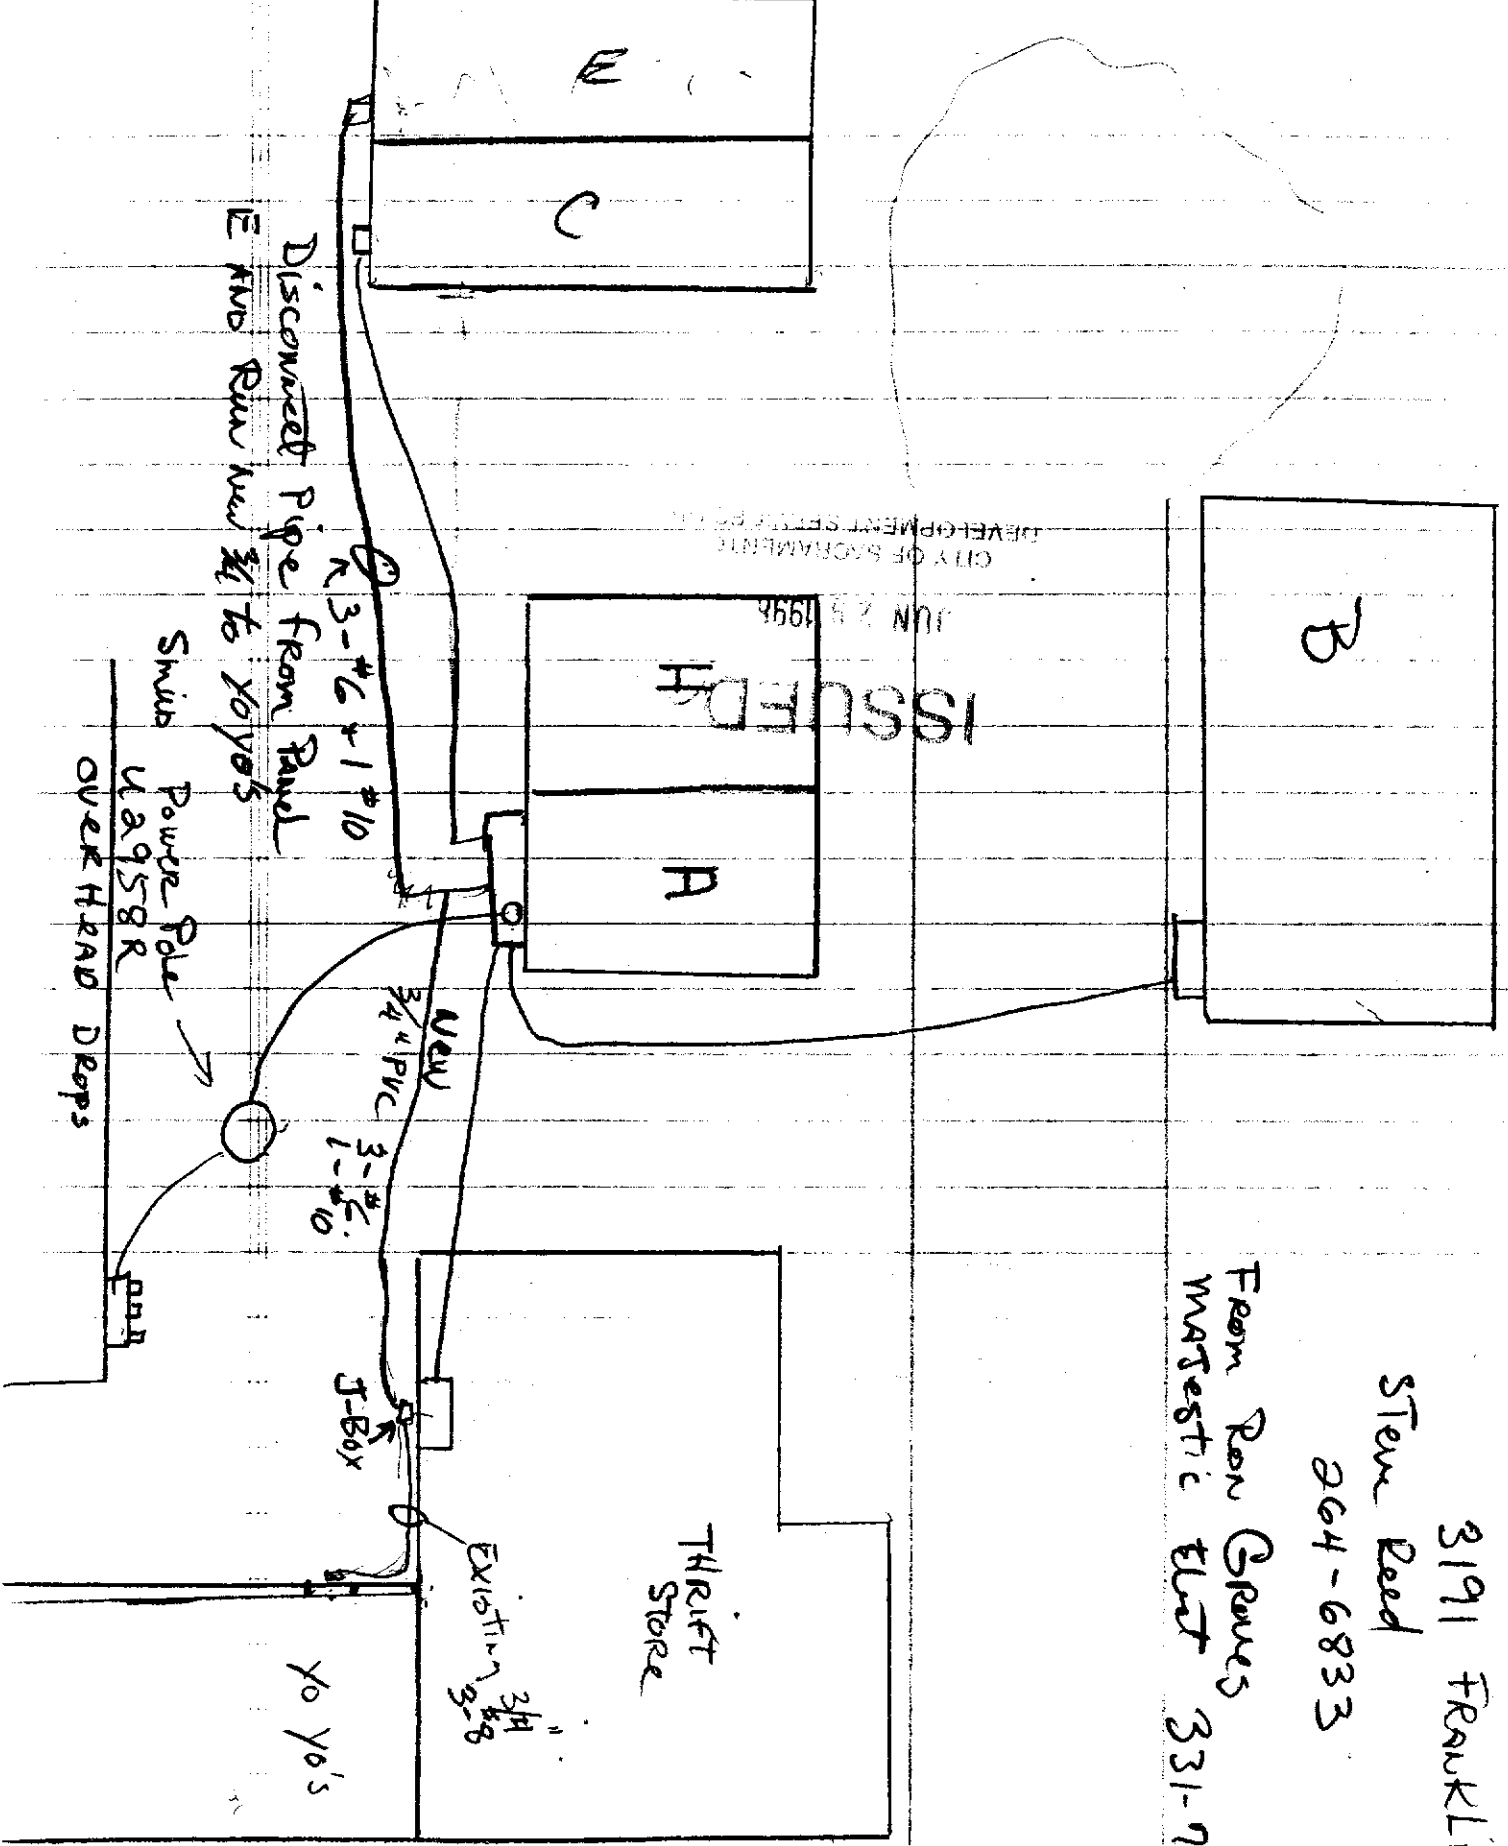 3191 FRANKL
STeve Reed
264-6833
FROM RON GROVES
MAJESTIC Elect 331-7
B
CITY OF SACRAMENTO
JUN 1996
ISSUED
E
C
H
A
THRIFT
STORE
DISCONNECT PIPE FROM PANEL
E AND RUN New 3/4 to YoYo's
3-#6 + 1 #10
New
3/4" PVC
3-#6.
1-#10
J-Box
EXISTING 3/4"
3-#8
Yo Yo's
Smud Power Pole
U2958R
OVERHEAD DROPS